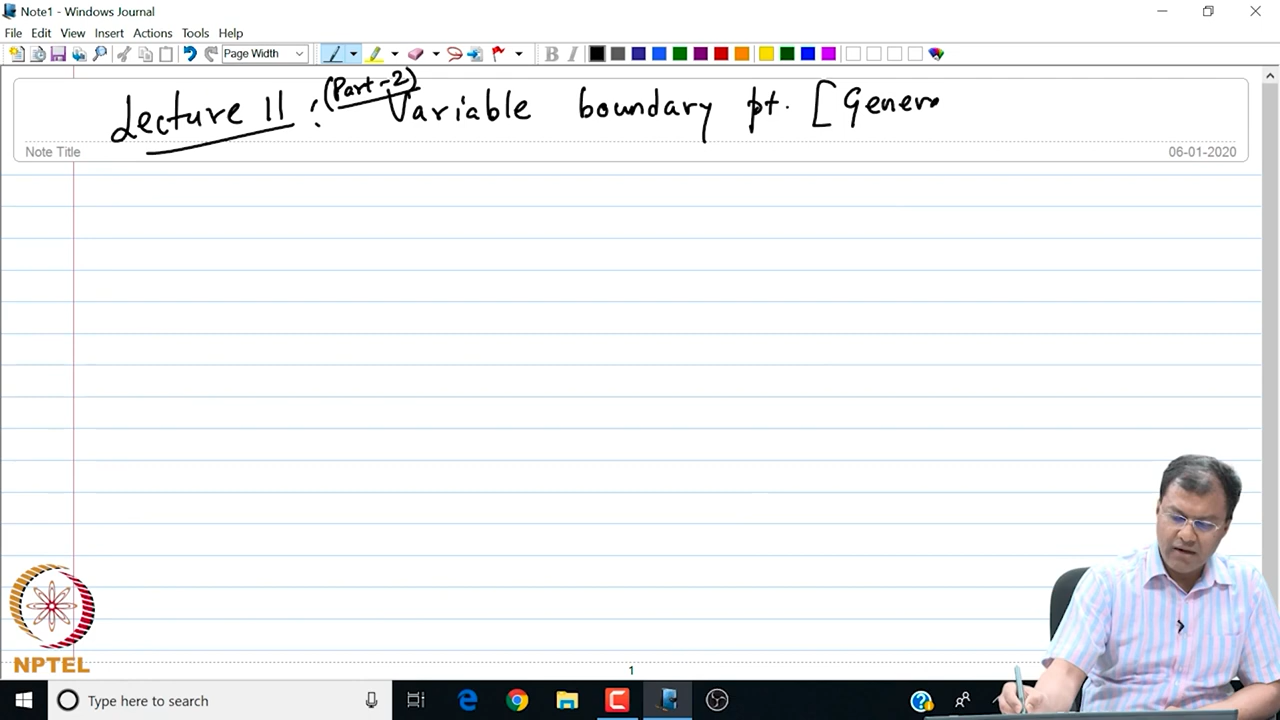 Note1 - Windows Journal
File Edit View Insert Actions Tools Help
Page Width
B I
(Part-2)
Lecture 11 : Variable boundary pt. [Gener
Note Title
06-01-2020
NPTEL
1
Type here to search